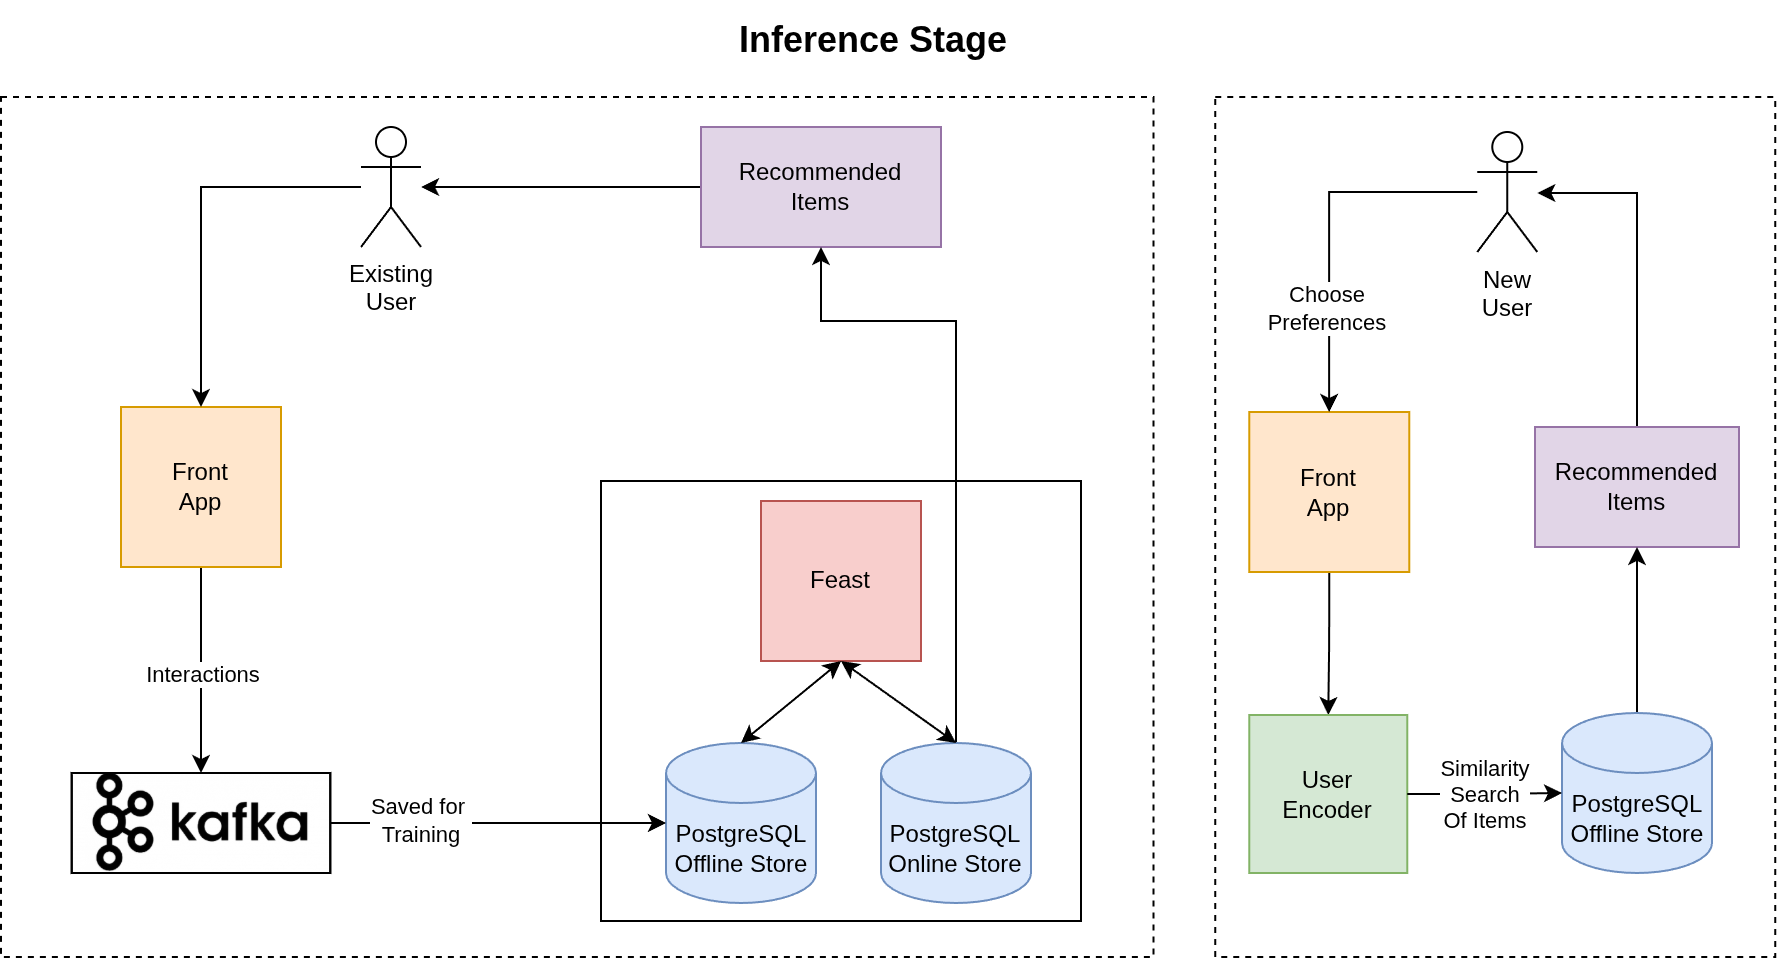 Inference Stage
Existing
User
Recommended
Items
Front
App
Interactions
kafka
Saved for
Training
Feast
PostgreSQL
Offline Store
PostgreSQL
Online Store
New
User
Choose
Preferences
Front
App
Recommended
Items
User
Encoder
Similarity
Search
Of Items
PostgreSQL
Offline Store